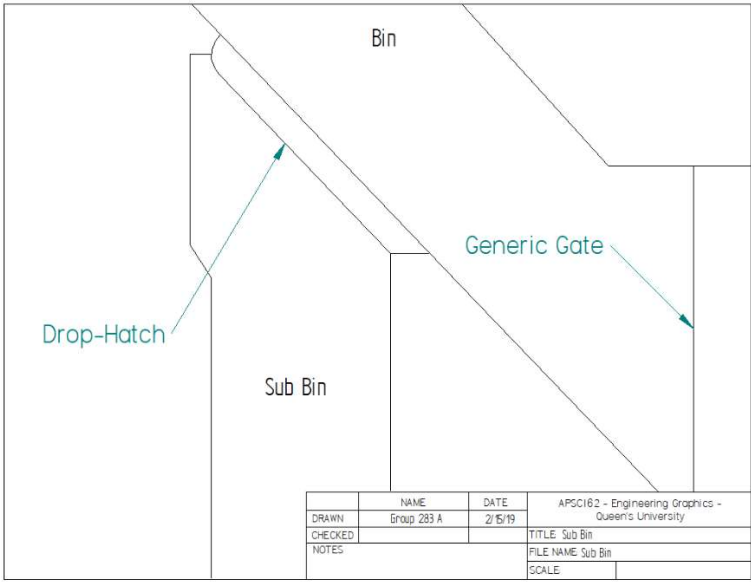 Bin
Generic Gate
Drop-Hatch
Sub Bin
NAME DATE
DRAWN Group 283 A 2/15/19
CHECKED
NOTES
APSC162 - Engineering Graphics -
Queen's University
TITLE Sub Bin
FILE NAME Sub Bin
SCALE